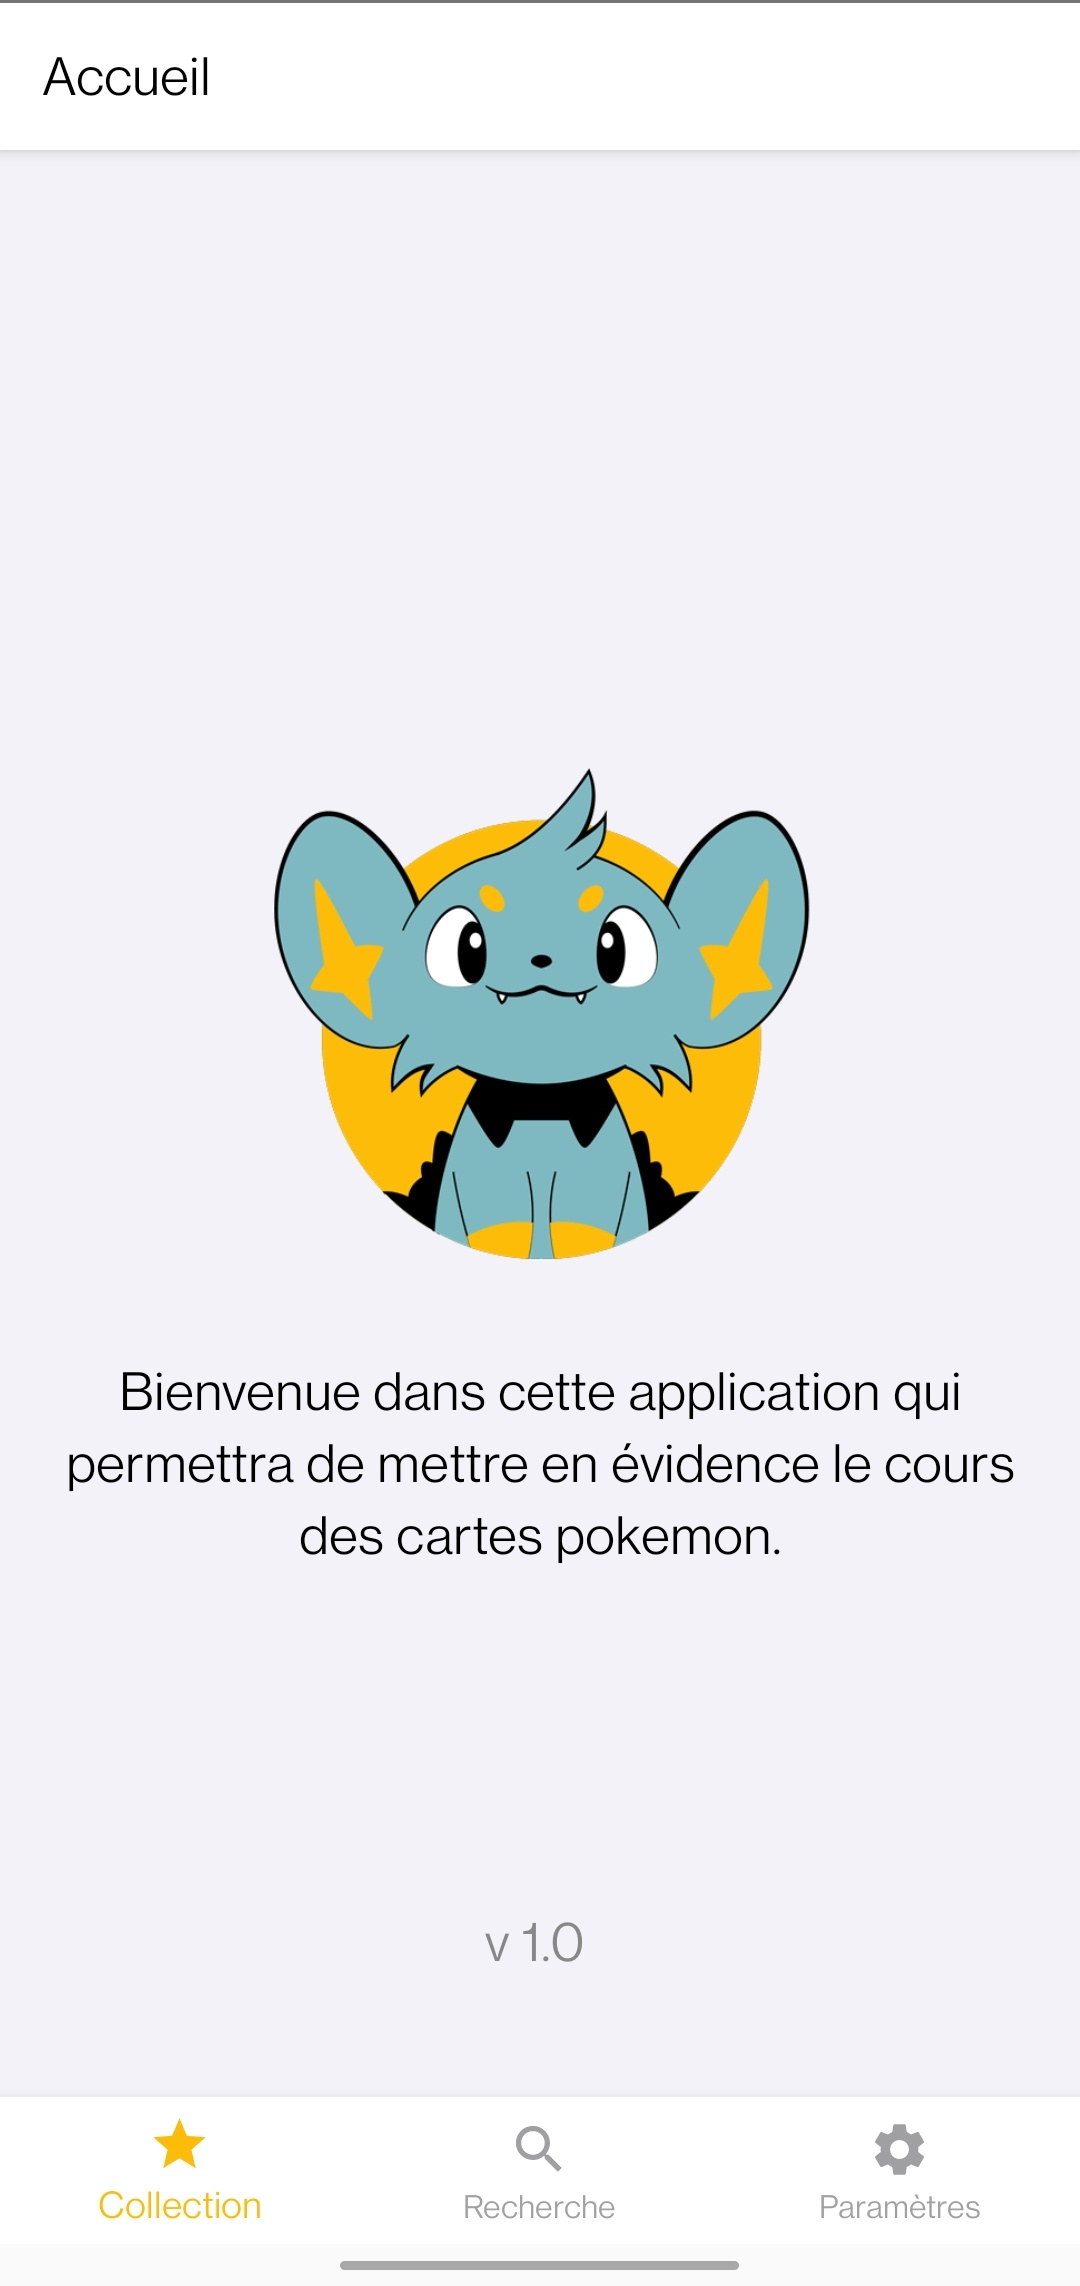 Accueil
Bienvenue dans cette application qui
permettra de mettre en évidence le cours
des cartes pokemon.
v 1.0
Collection
Recherche
Paramètres